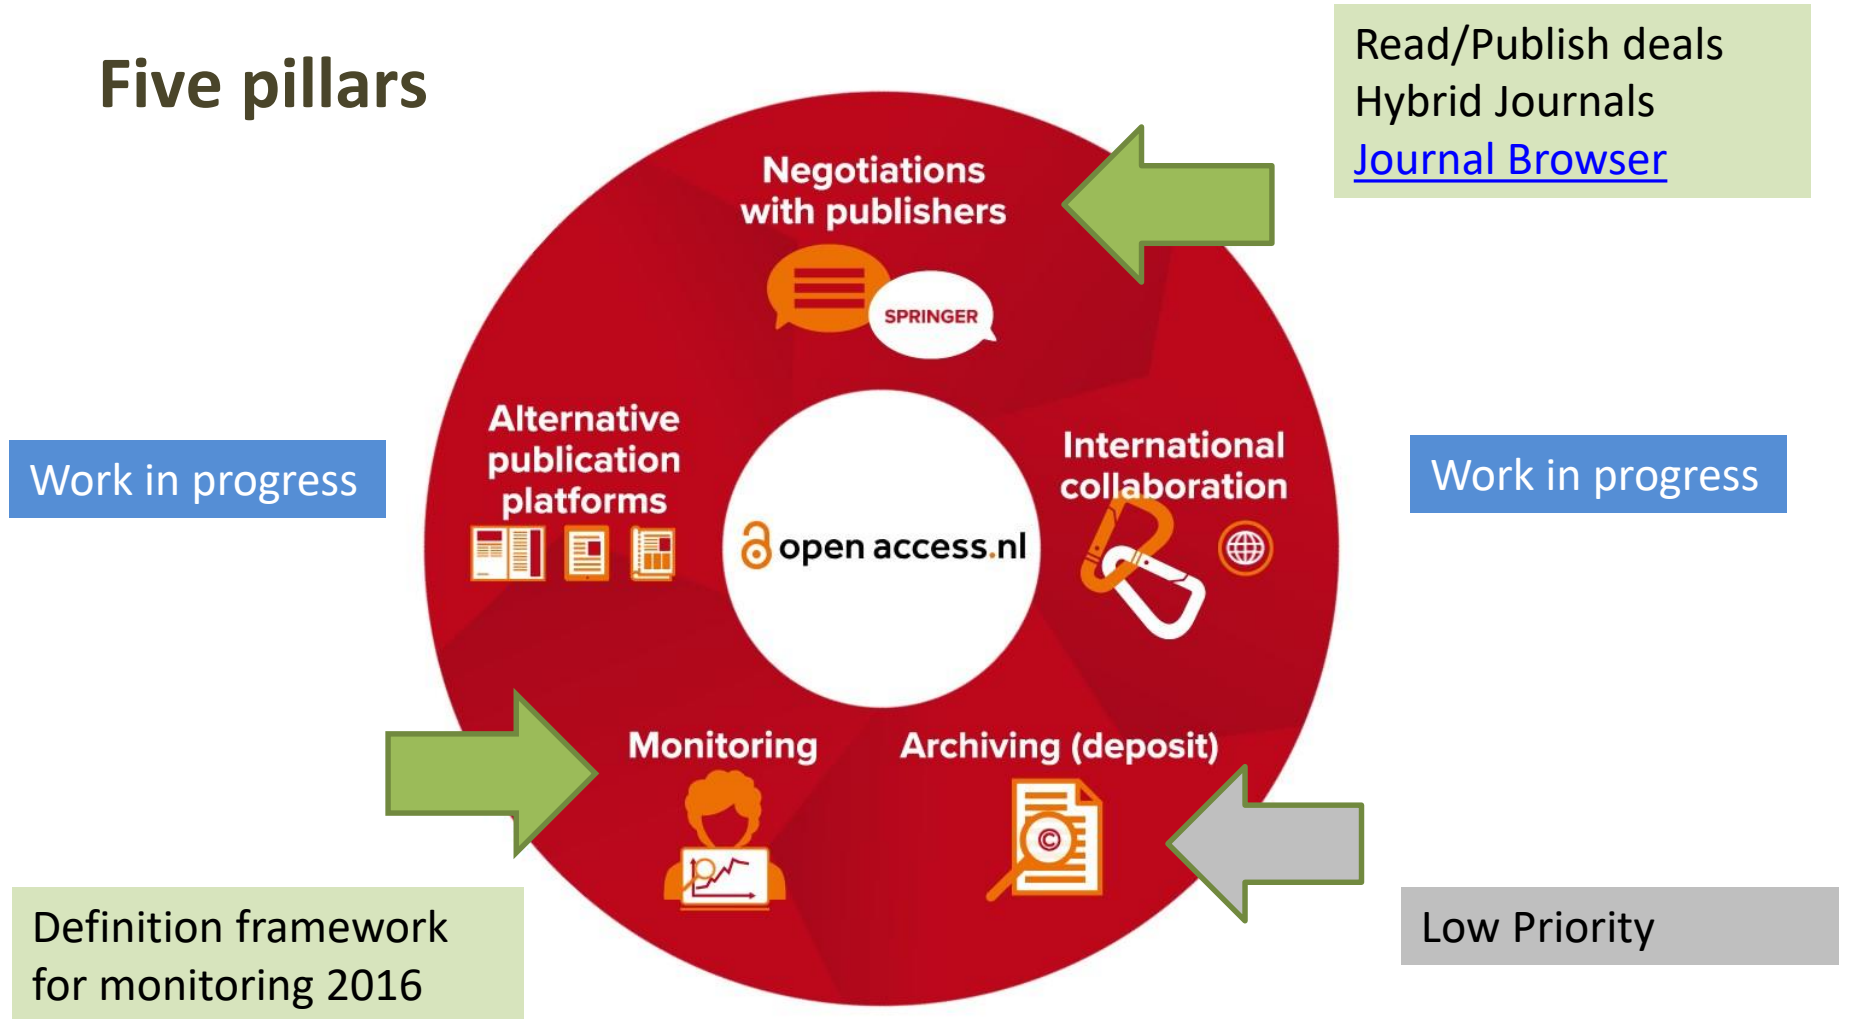 Five pillars
Read/Publish deals
Hybrid Journals
Journal Browser
Negotiations
with publishers
SPRINGER
Alternative
publication
platforms
International
collaboration
Work in progress
Work in progress
open access.nl
Monitoring
Archiving (deposit)
©
Definition framework
for monitoring 2016
Low Priority